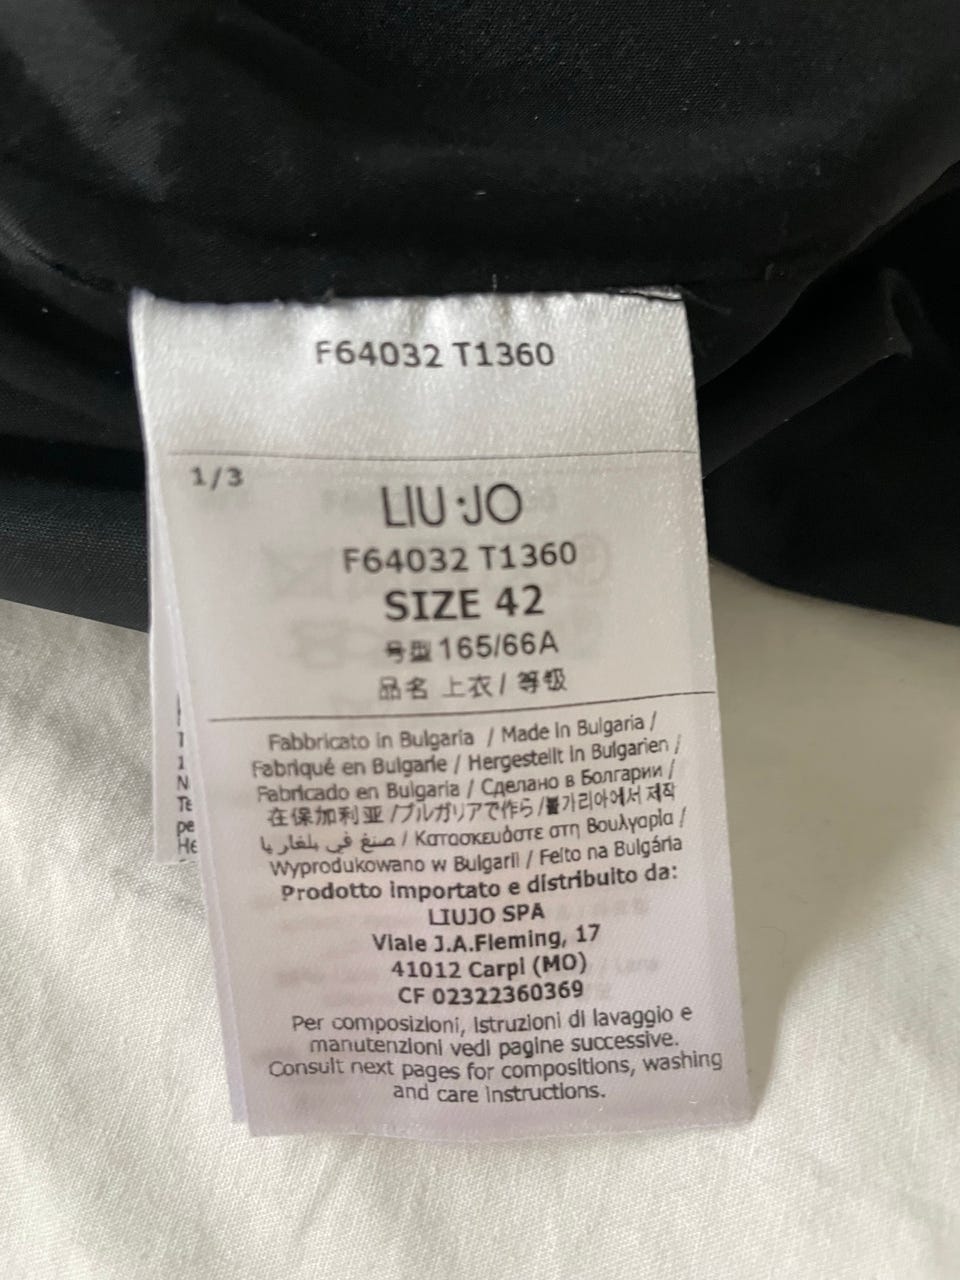 F64032 T1360
1/3
LIU·JO
F64032 T1360
SIZE 42
号型 165/66A
品名 上衣 / 等级
Fabbricato in Bulgaria / Made in Bulgaria /
Fabriqué en Bulgarie / Hergestellt in Bulgarien /
Fabricado en Bulgaria / Сделано в Болгарии /
在保加利亚 /ブルガリアで作ら /불가리아에서 제작
صنع في بلغاريا / Κατασκευάστε στη Βουλγαρία /
Wyprodukowano w Bulgarii / Feito na Bulgária
Prodotto importato e distribuito da:
LIUJO SPA
Viale J.A.Fleming, 17
41012 Carpi (MO)
CF 02322360369
Per composizioni, istruzioni di lavaggio e
manutenzioni vedi pagine successive.
Consult next pages for compositions, washing
and care instructions.